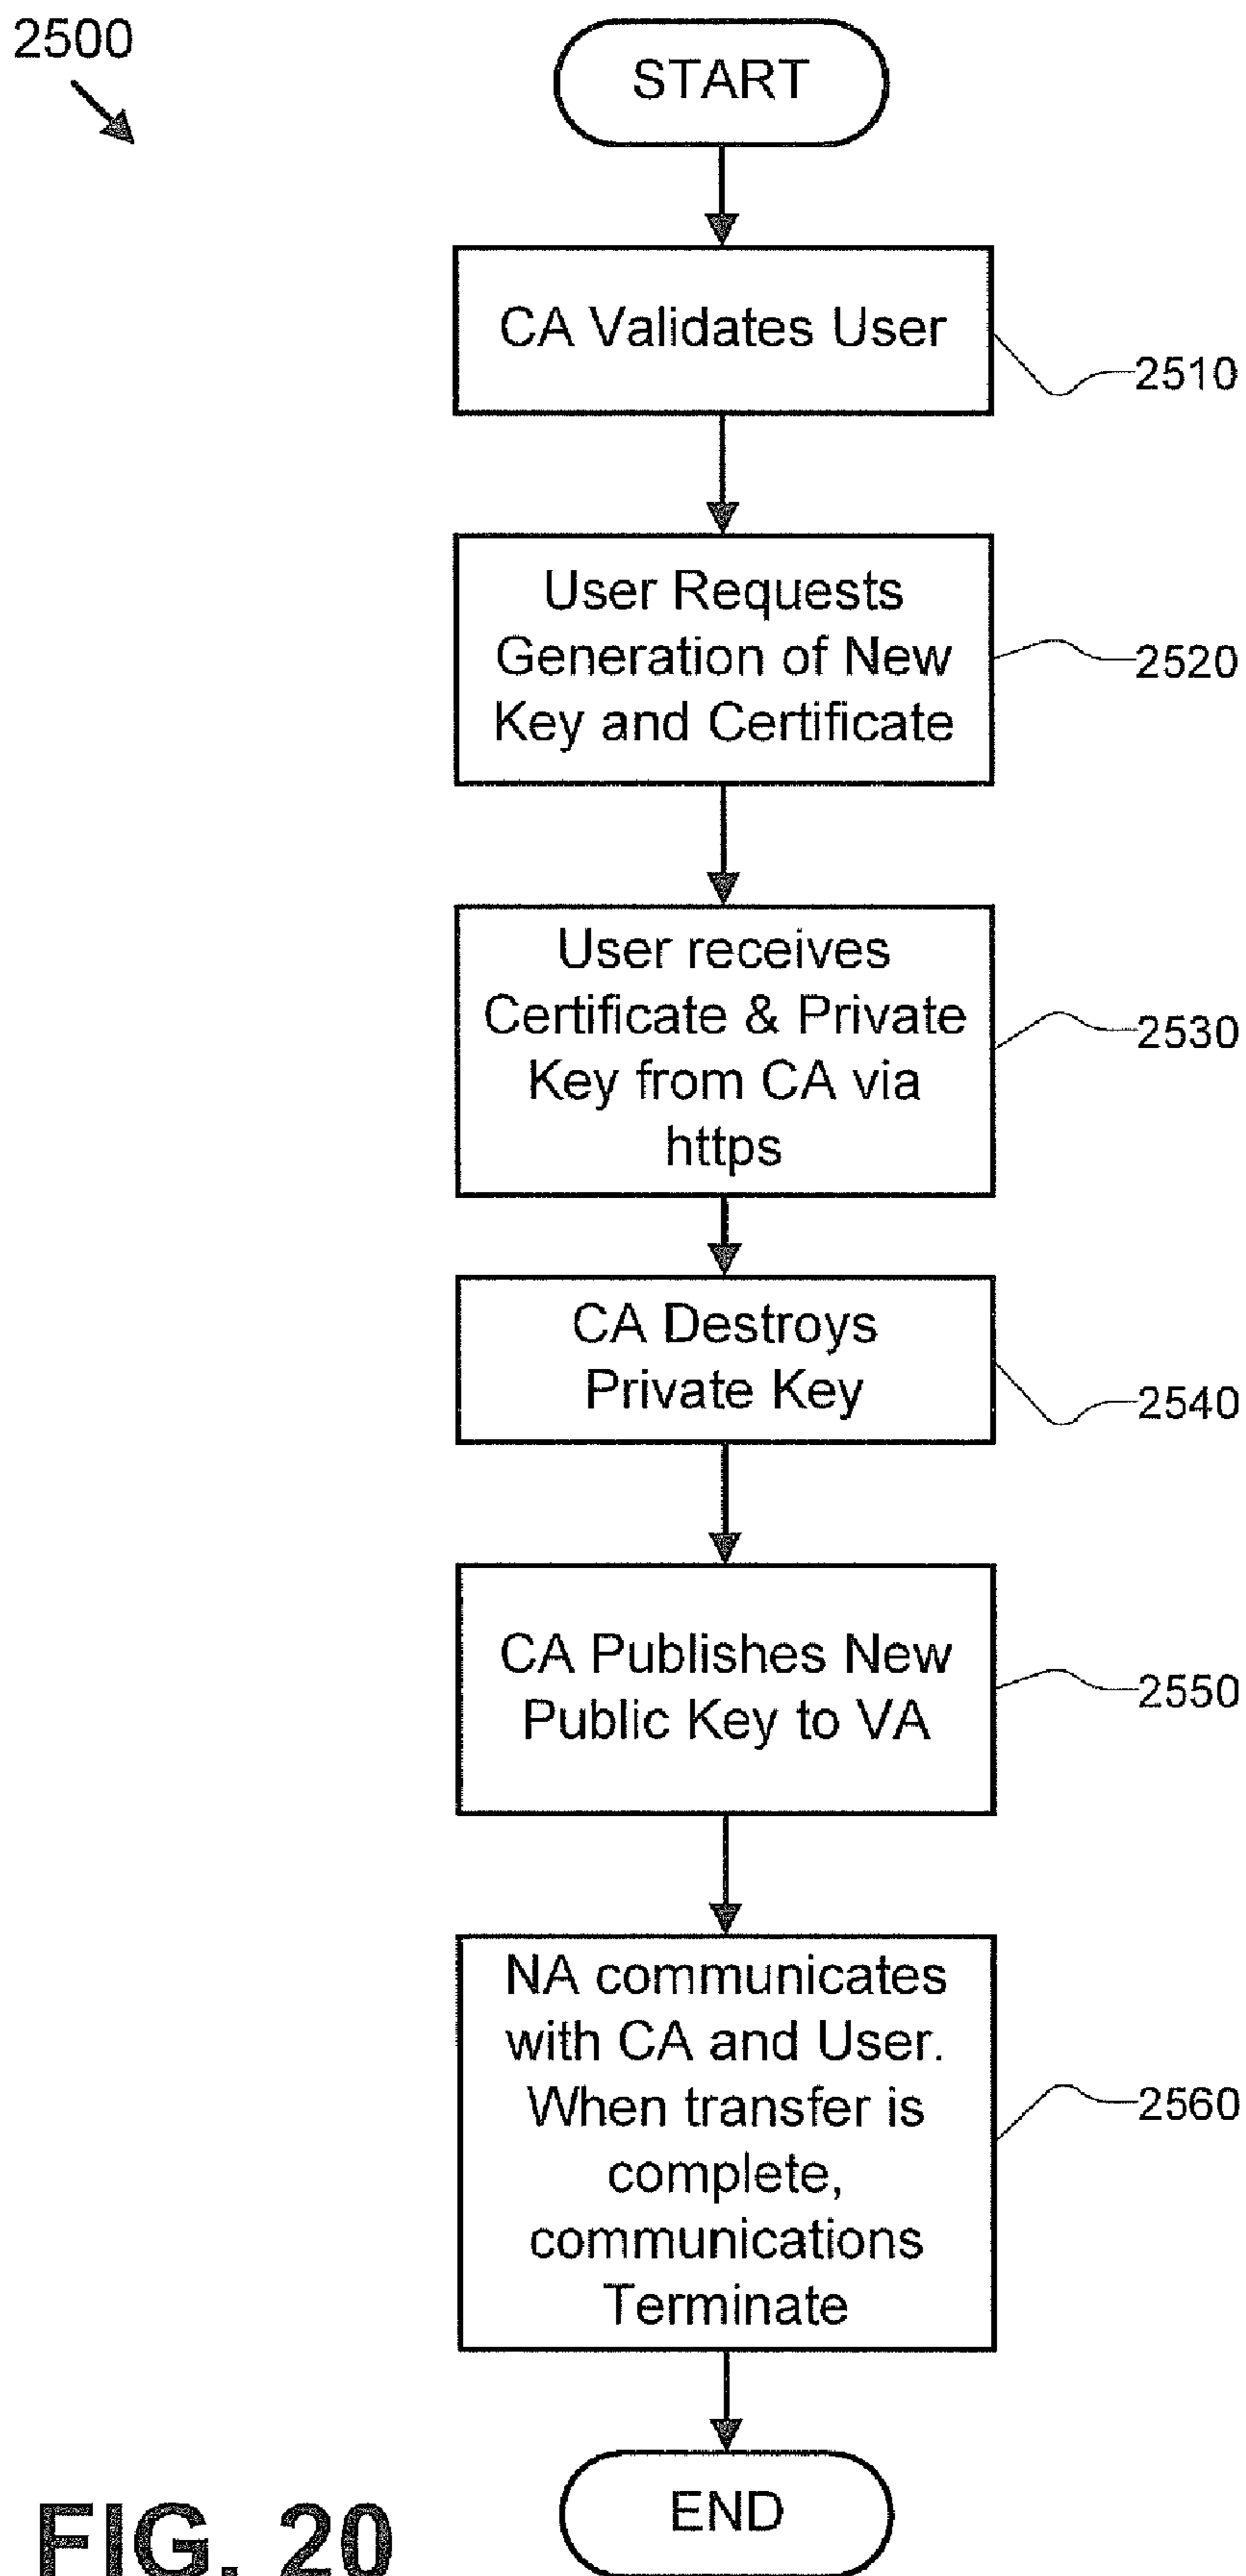 2500
START
CA Validates User
2510
User Requests
Generation of New
Key and Certificate
2520
User receives
Certificate & Private
Key from CA via
https
2530
CA Destroys
Private Key
2540
CA Publishes New
Public Key to VA
2550
NA communicates
with CA and User.
When transfer is
complete,
communications
Terminate
2560
END
FIG. 20